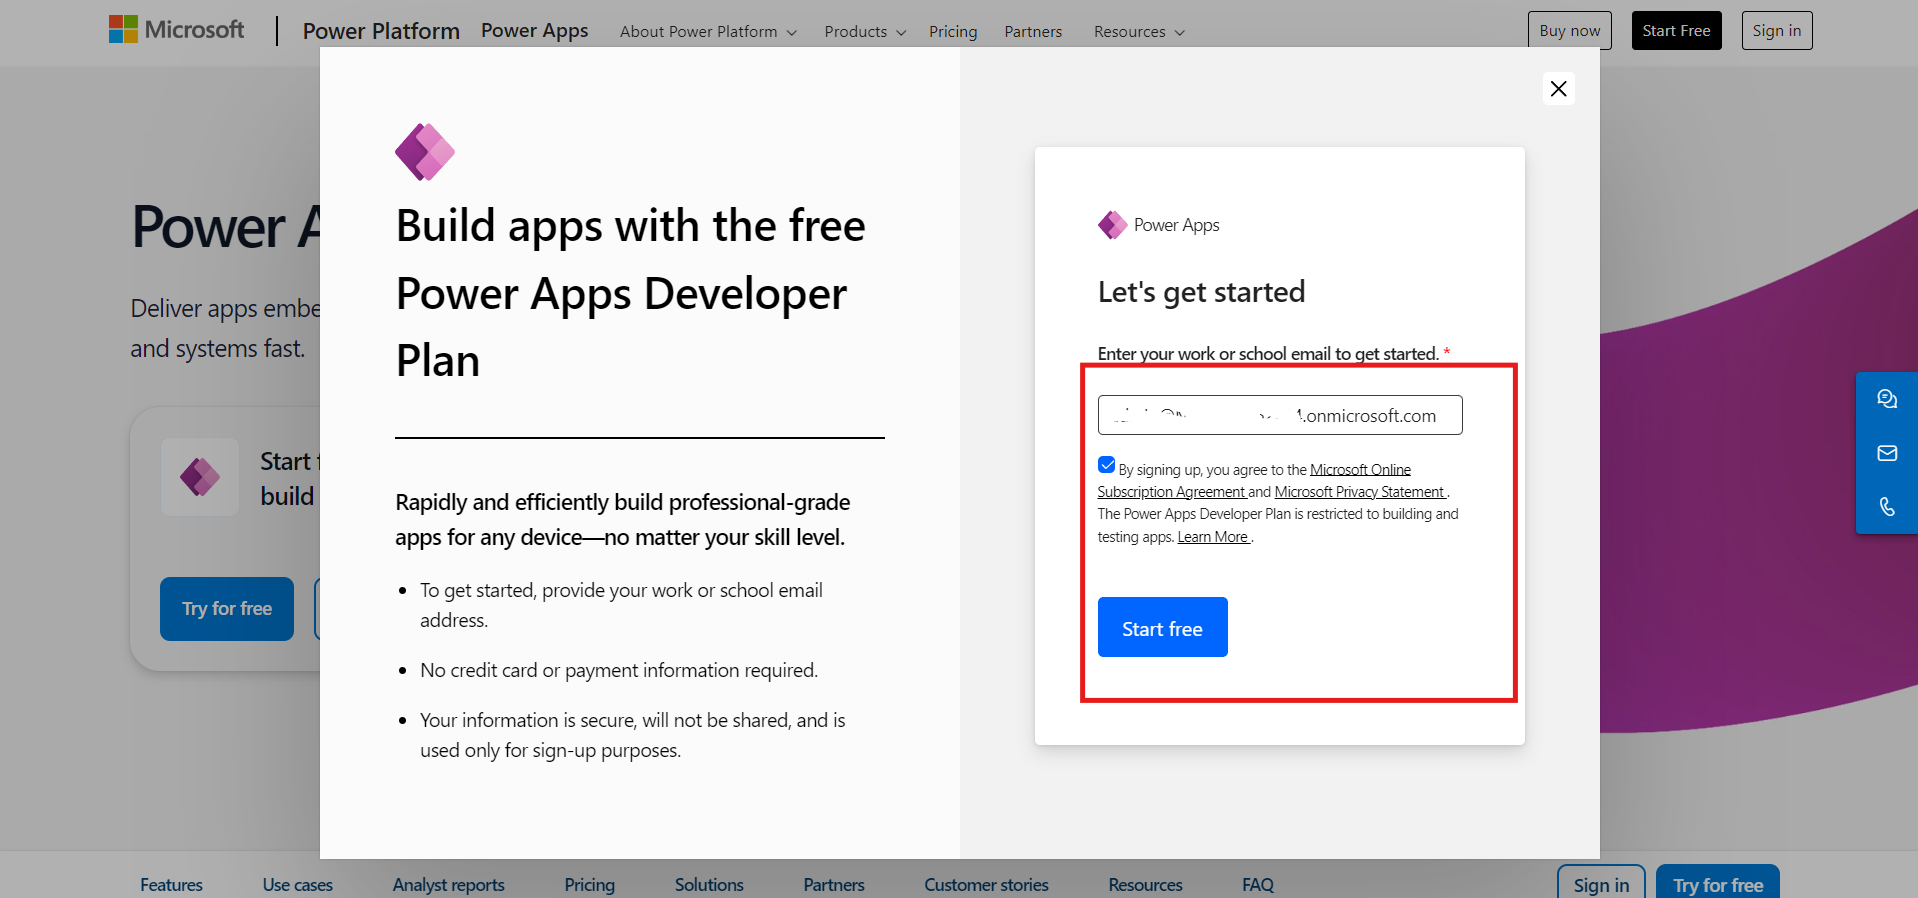 Microsoft
Power Platform
Power Apps
About Power Platform
Products
Pricing
Partners
Resources
Buy now
Start Free
Sign in
Power A
Deliver apps embe
and systems fast.
Start
build
Try for free
Build apps with the free
Power Apps Developer
Plan
Rapidly and efficiently build professional-grade
apps for any device—no matter your skill level.
To get started, provide your work or school email
address.
No credit card or payment information required.
Your information is secure, will not be shared, and is
used only for sign-up purposes.
Power Apps
Let's get started
Enter your work or school email to get started. *
.onmicrosoft.com
By signing up, you agree to the Microsoft Online
Subscription Agreement and Microsoft Privacy Statement .
The Power Apps Developer Plan is restricted to building and
testing apps. Learn More .
Start free
Features
Use cases
Analyst reports
Pricing
Solutions
Partners
Customer stories
Resources
FAQ
Sign in
Try for free